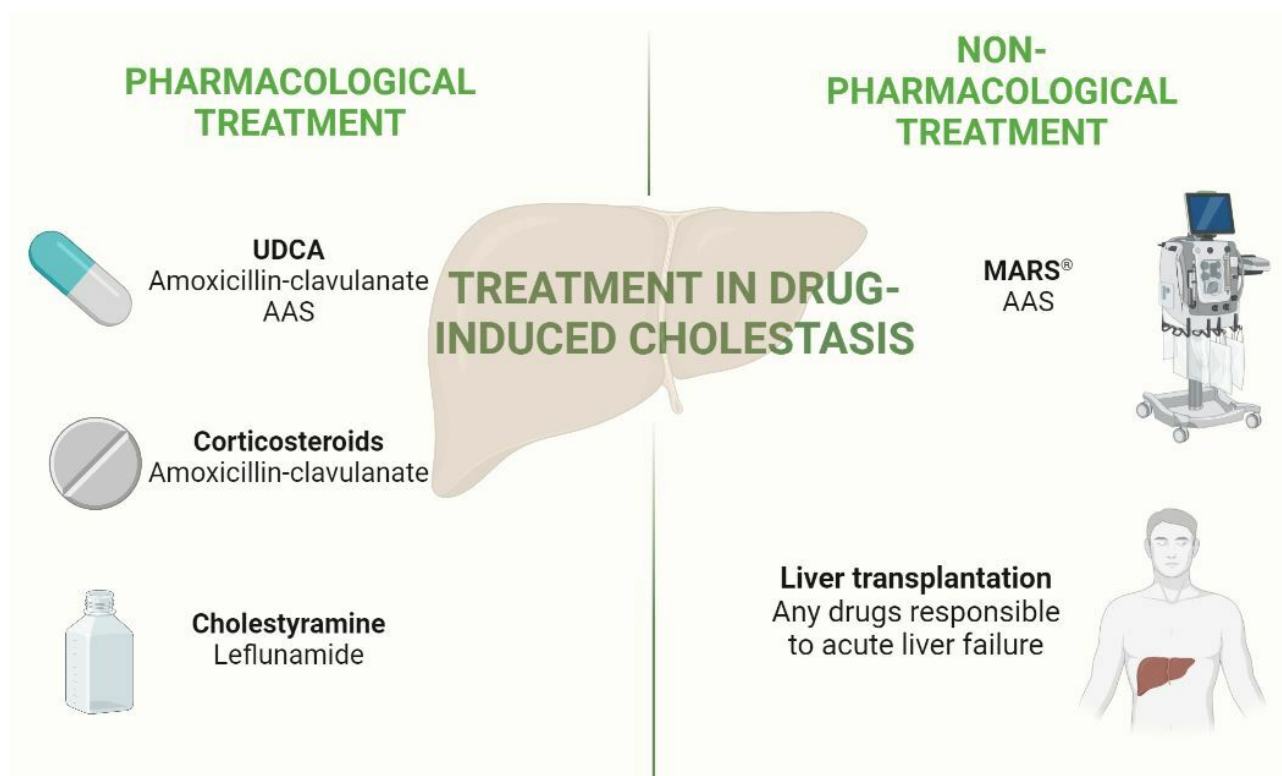 PHARMACOLOGICAL
TREATMENT
NON-
PHARMACOLOGICAL
TREATMENT
TREATMENT IN DRUG-
INDUCED CHOLESTASIS
UDCA
Amoxicillin-clavulanate
AAS
Corticosteroids
Amoxicillin-clavulanate
Cholestyramine
Leflunamide
MARS®
AAS
Liver transplantation
Any drugs responsible
to acute liver failure